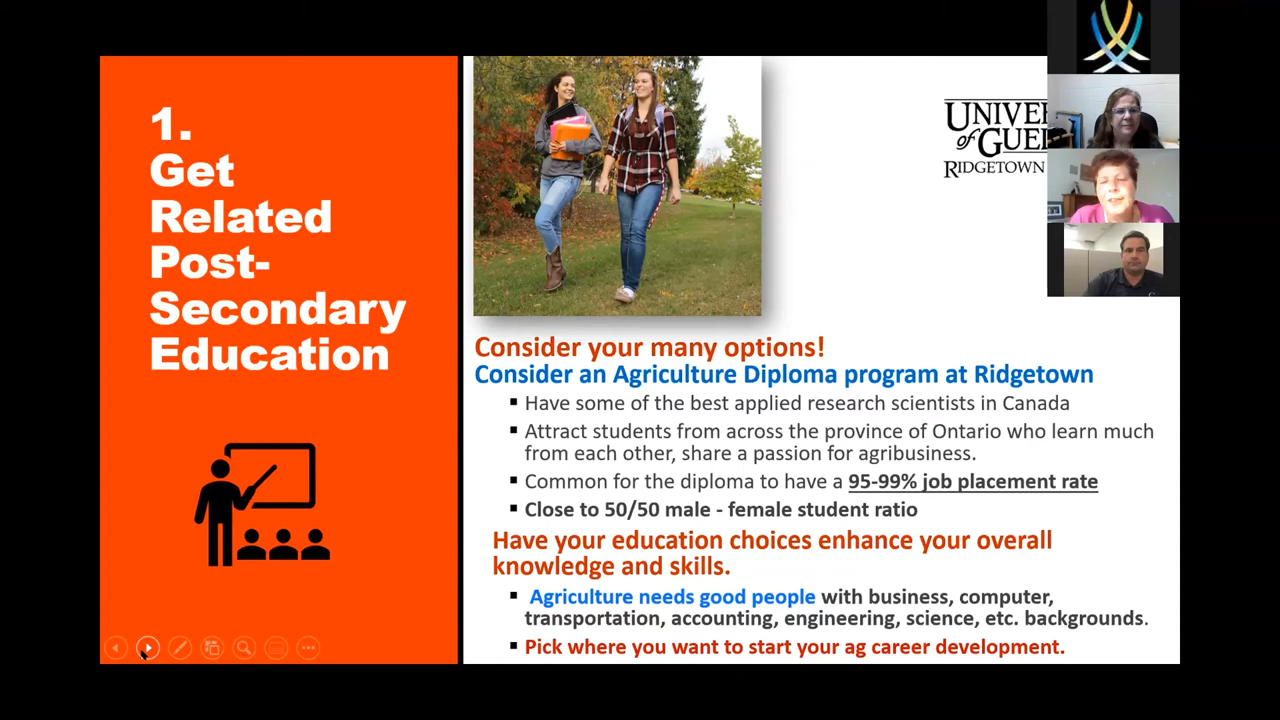 1.
Get
Related
Post-
Secondary
Education
UNIVER
of GUE
RIDGETOWN
Consider your many options!
Consider an Agriculture Diploma program at Ridgetown
▪ Have some of the best applied research scientists in Canada
▪ Attract students from across the province of Ontario who learn much
from each other, share a passion for agribusiness.
▪ Common for the diploma to have a 95-99% job placement rate
▪ Close to 50/50 male - female student ratio
Have your education choices enhance your overall
knowledge and skills.
▪ Agriculture needs good people with business, computer,
transportation, accounting, engineering, science, etc. backgrounds.
▪ Pick where you want to start your ag career development.